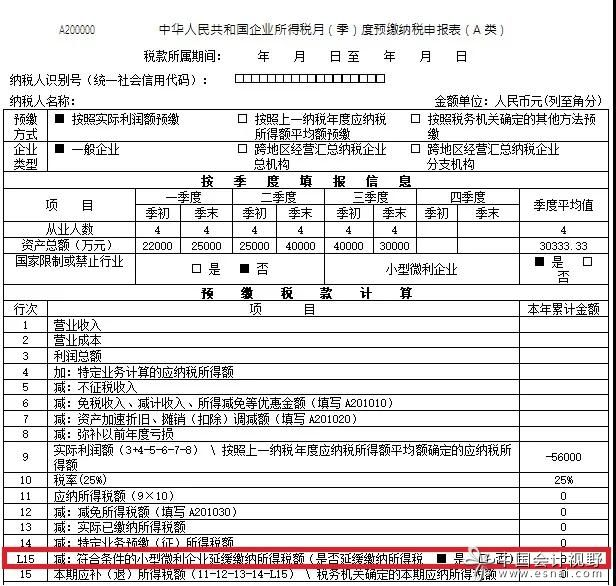 A200000 中华人民共和国企业所得税月(季)度预缴纳税申报表(A类)
税款所属期间: 年 月 日 至 年 月 日
纳税人识别号(统一社会信用代码): □□□□□□□□□□□□□□□□□□
纳税人名称: 金额单位: 人民币元(列至角分)
预缴方式 ■ 按照实际利润额预缴 □ 按照上一纳税年度应纳税所得额平均额预缴 □ 按照税务机关确定的其他方法预缴
企业类型 ■ 一般企业 □ 跨地区经营汇总纳税企业总机构 □ 跨地区经营汇总纳税企业分支机构
按季度填报信息
项 目 一季度 二季度 三季度 四季度 季度平均值
季初 季末 季初 季末 季初 季末 季初 季末
从业人数 4 4 4 4 4 4 4
资产总额(万元) 22000 25000 25000 40000 40000 30000 30333.33
国家限制或禁止行业 □ 是 ■ 否 小型微利企业 ■ 是 □ 否
预缴税款计算
行次 项 目 本年累计金额
1 营业收入
2 营业成本
3 利润总额
4 加:特定业务计算的应纳税所得额
5 减:不征税收入
6 减:免税收入、减计收入、所得减免等优惠金额(填写A201010)
7 减:资产加速折旧、摊销(扣除)调减额(填写A201020)
8 减:弥补以前年度亏损
9 实际利润额(3+4-5-6-7-8) \ 按照上一纳税年度应纳税所得额平均额确定的应纳税所得额 -56000
10 税率(25%) 25%
11 应纳所得税额(9×10) 0
12 减:减免所得税额(填写A201030) 0
13 减:实际已缴纳所得税额 0
14 减:特定业务预缴(征)所得税额 0
L15 减:符合条件的小型微利企业延缓缴纳所得税额(是否延缓缴纳所得税 ■ 是
15 本期应补(退)所得税额(11-12-13-14-L15) \ 税务机关确定的本期应纳所得税额 0
中国会计视野
www.esnai.com